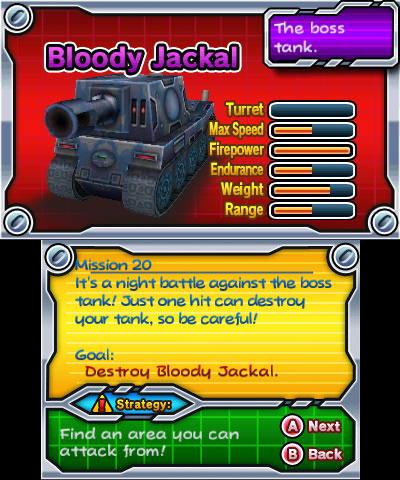 The boss
tank.
Bloody Jackal
Turret
Max Speed
Firepower
Endurance
Weight
Range
Mission 20
It's a night battle against the boss
tank! Just one hit can destroy
your tank, so be careful!
Goal:
Destroy Bloody Jackal.
Strategy:
Find an area you can
attack from!
A Next
B Back